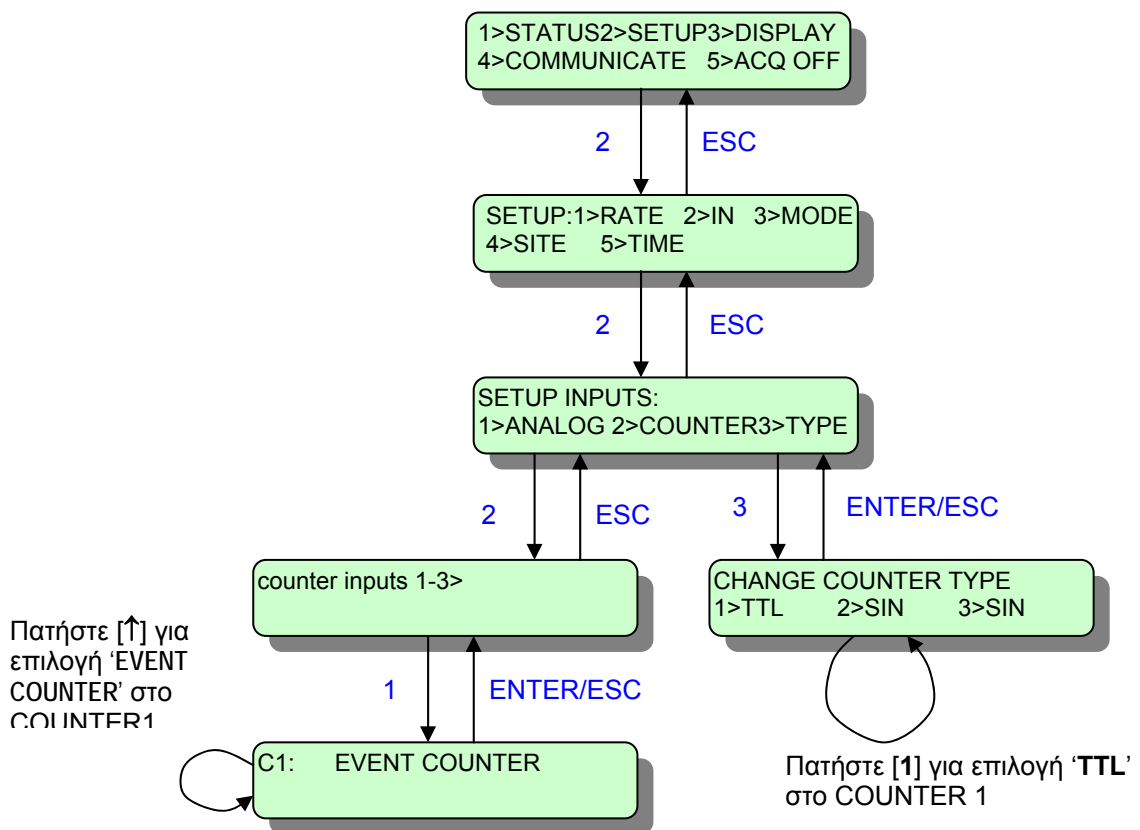 1>STATUS2>SETUP3>DISPLAY
4>COMMUNICATE 5>ACQ OFF
2 ESC
SETUP:1>RATE 2>IN 3>MODE
4>SITE 5>TIME
2 ESC
SETUP INPUTS:
1>ANALOG 2>COUNTER3>TYPE
2 ESC 3 ENTER/ESC
counter inputs 1-3>
CHANGE COUNTER TYPE
1>TTL 2>SIN 3>SIN
Πατήστε [↑] για
επιλογή ‘EVENT
COUNTER’ στο
COUNTER1
1 ENTER/ESC
C1: EVENT COUNTER
Πατήστε [1] για επιλογή ‘TTL’
στο COUNTER 1